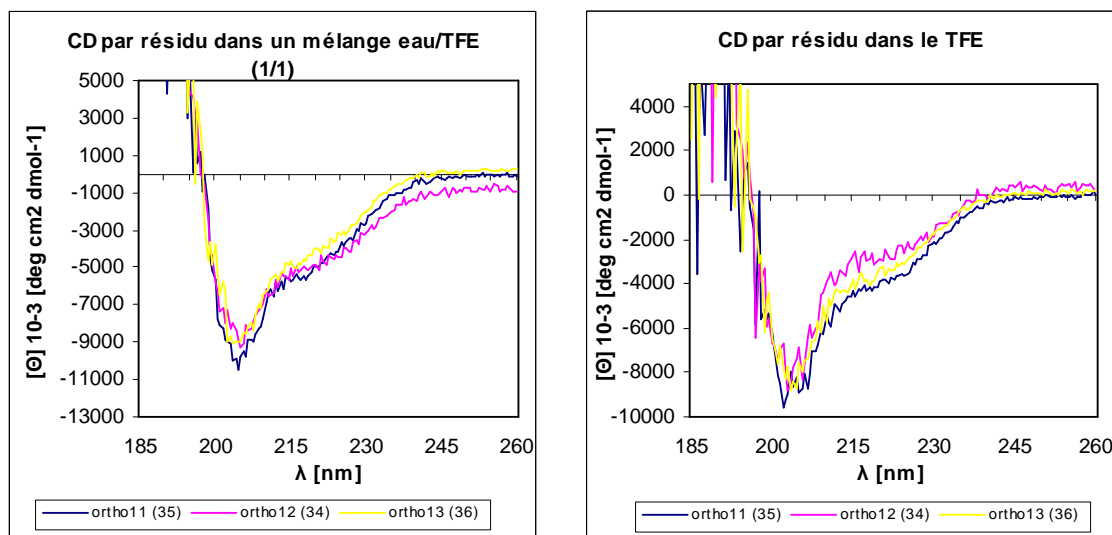 CD par résidu dans un mélange eau/TFE
(1/1)
[Θ] 10-3 [deg cm2 dmol-1]
5000
3000
1000
-1000
-3000
-5000
-7000
-9000
-11000
-13000
185 200 215 230 245 260
λ [nm]
ortho11 (35) ortho12 (34) ortho13 (36)
CD par résidu dans le TFE
[Θ] 10-3 [deg cm2 dmol-1]
4000
2000
0
-2000
-4000
-6000
-8000
-10000
185 200 215 230 245 260
λ [nm]
ortho11 (35) ortho12 (34) ortho13 (36)